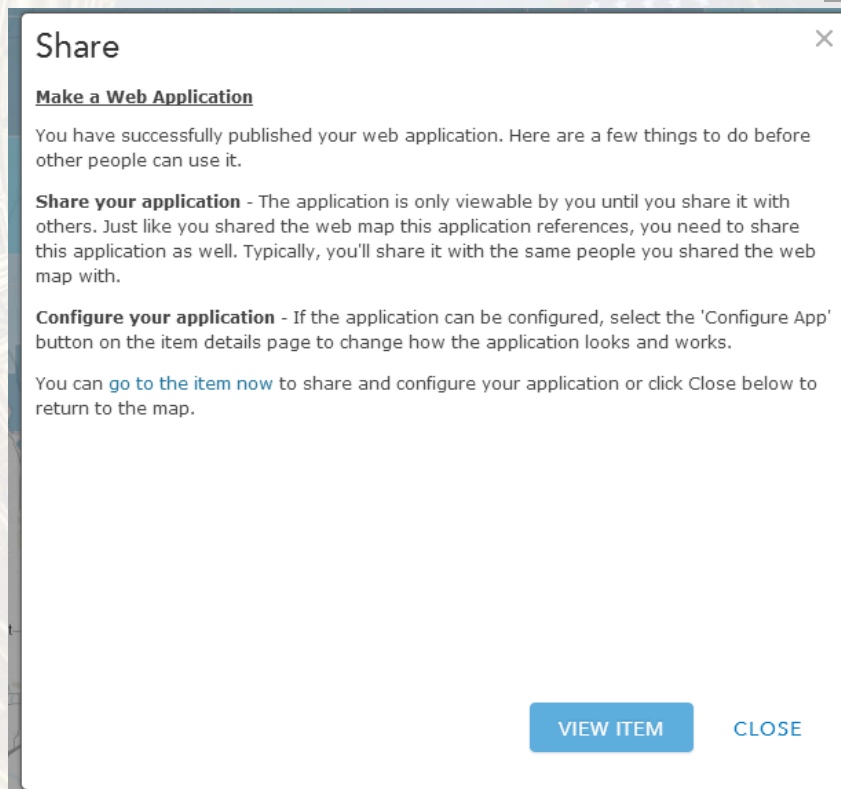 Share
Make a Web Application
You have successfully published your web application. Here are a few things to do before
other people can use it.
Share your application - The application is only viewable by you until you share it with
others. Just like you shared the web map this application references, you need to share
this application as well. Typically, you'll share it with the same people you shared the web
map with.
Configure your application - If the application can be configured, select the 'Configure App'
button on the item details page to change how the application looks and works.
You can go to the item now to share and configure your application or click Close below to
return to the map.
VIEW ITEM CLOSE